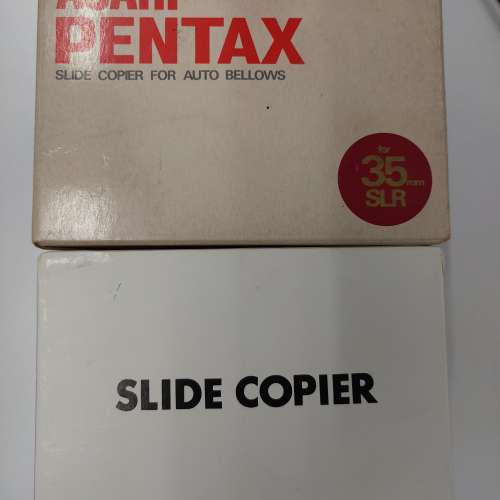 ASAHI
PENTAX
SLIDE COPIER FOR AUTO BELLOWS
for
35mm
SLR
SLIDE COPIER